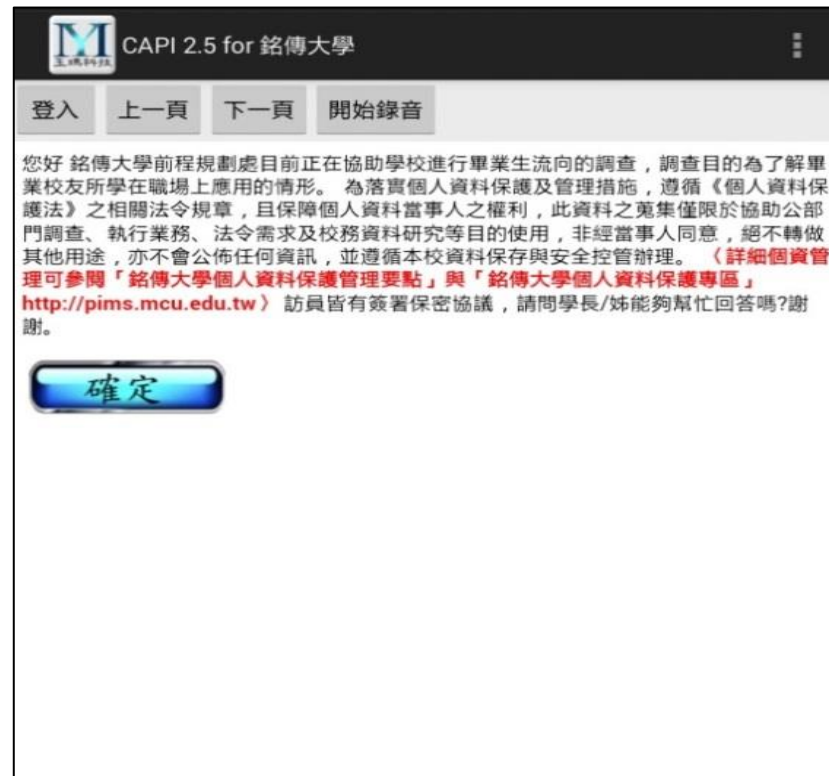 CAPI 2.5 for 銘傳大學
登入 上一頁 下一頁 開始錄音
您好 銘傳大學前程規劃處目前正在協助學校進行畢業生流向的調查，調查目的為了解畢
業校友所學在職場上應用的情形。 為落實個人資料保護及管理措施，遵循《個人資料保
護法》之相關法令規章，且保障個人資料當事人之權利，此資料之蒐集僅限於協助公部
門調查、執行業務、法令需求及校務資料研究等目的使用，非經當事人同意，絕不轉做
其他用途，亦不會公佈任何資訊，並遵循本校資料保存與安全控管辦理。 〈詳細個資管
理可參閱「銘傳大學個人資料保護管理要點」與「銘傳大學個人資料保護專區」
http://pims.mcu.edu.tw〉 訪員皆有簽署保密協議，請問學長/姊能夠幫忙回答嗎?謝
謝。
確定